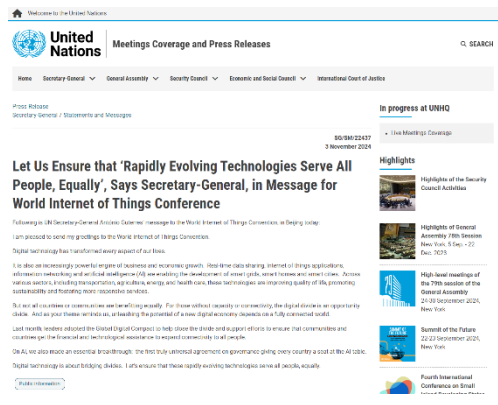 Welcome to the United Nations
United
Nations
Meetings Coverage and Press Releases
SEARCH
Home
Secretary-General
General Assembly
Security Council
Economic and Social Council
International Court of Justice
Press Release
Secretary-General / Statements and Messages
SG/SM/22437
3 November 2024
Let Us Ensure that ‘Rapidly Evolving Technologies Serve All
People, Equally’, Says Secretary-General, in Message for
World Internet of Things Conference
Following is UN Secretary-General António Guterres’ message to the World Internet of Things Convention, in Beijing today:
I am pleased to send my greetings to the World Internet of Things Convention.
Digital technology has transformed every aspect of our lives.
It is also an increasingly powerful engine of business and economic growth. Real-time data sharing, Internet of things applications,
information networking and artificial intelligence (AI) are enabling the development of smart grids, smart homes and smart cities. Across
various sectors, including transportation, agriculture, energy, and health care, these technologies are improving quality of life, promoting
sustainability and fostering more responsive services.
But not all countries or communities are benefiting equally. For those without capacity or connectivity, the digital divide is an opportunity
divide. And as your theme reminds us, unleashing the potential of a new digital economy depends on a fully connected world.
Last month, leaders adopted the Global Digital Compact to help close the divide and support efforts to ensure that communities and
countries get the financial and technological assistance to expand connectivity to all people.
On AI, we also made an essential breakthrough: the first truly universal agreement on governance giving every country a seat at the AI table.
Digital technology is about bridging divides. Let’s ensure that these rapidly evolving technologies serve all people, equally.
Public Information
In progress at UNHQ
Live Meetings Coverage
Highlights
Highlights of the Security
Council Activities
Highlights of General
Assembly 78th Session
New York, 5 Sep. - 22
Dec. 2023
High-level meetings of
the 79th session of the
General Assembly
24-30 September 2024,
New York
Summit of the Future
22-23 September 2024,
New York
Fourth International
Conference on Small
Island Developing States